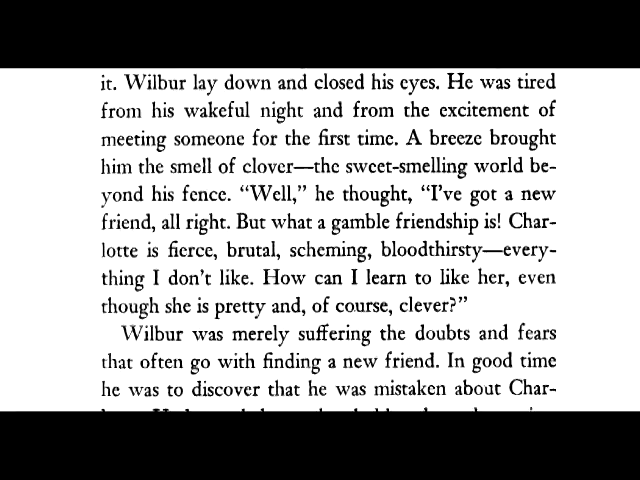 it. Wilbur lay down and closed his eyes. He was tired
from his wakeful night and from the excitement of
meeting someone for the first time. A breeze brought
him the smell of clover—the sweet-smelling world be-
yond his fence. “Well,” he thought, “I’ve got a new
friend, all right. But what a gamble friendship is! Char-
lotte is fierce, brutal, scheming, bloodthirsty—every-
thing I don’t like. How can I learn to like her, even
though she is pretty and, of course, clever?”
Wilbur was merely suffering the doubts and fears
that often go with finding a new friend. In good time
he was to discover that he was mistaken about Char-